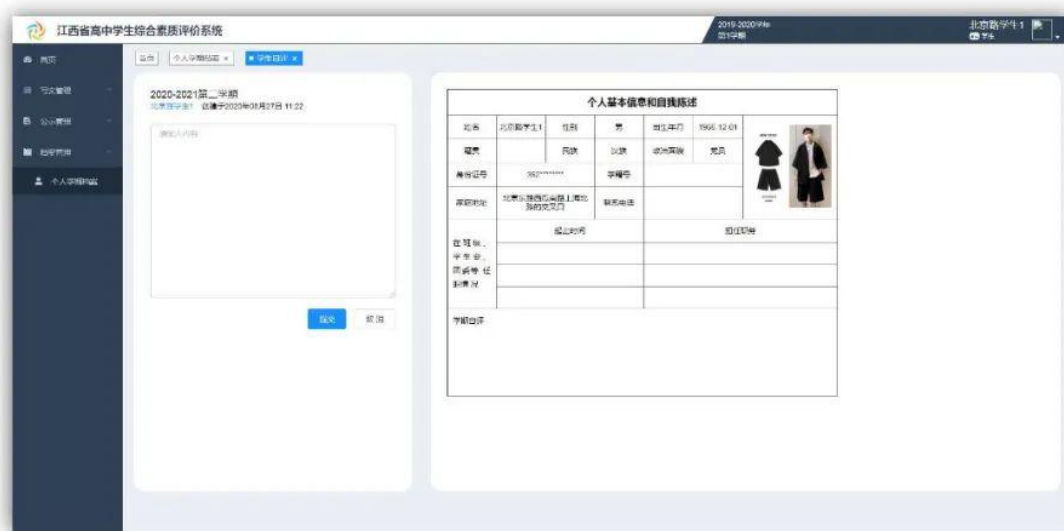 江西省高中学生综合素质评价系统
2019-2020学年
第1学期
北京路学生1
学生
首页
写实管理
公示管理
档案管理
个人学期档案
首页
个人学期档案 ×
学生自评 ×
2020-2021第二学期
北京路学生1 创建于2020年08月27日 11:22
请输入内容
提交
取消
个人基本信息和自我陈述
姓名 北京路学生1 性别 男 出生年月 1966-12-01
籍贯 民族 汉族 政治面貌 党员
身份证号 362******** 学籍号
家庭地址 联系电话
起止时间 担任职务
在班级、
学生会、
团委等 任
职情况
学期自评